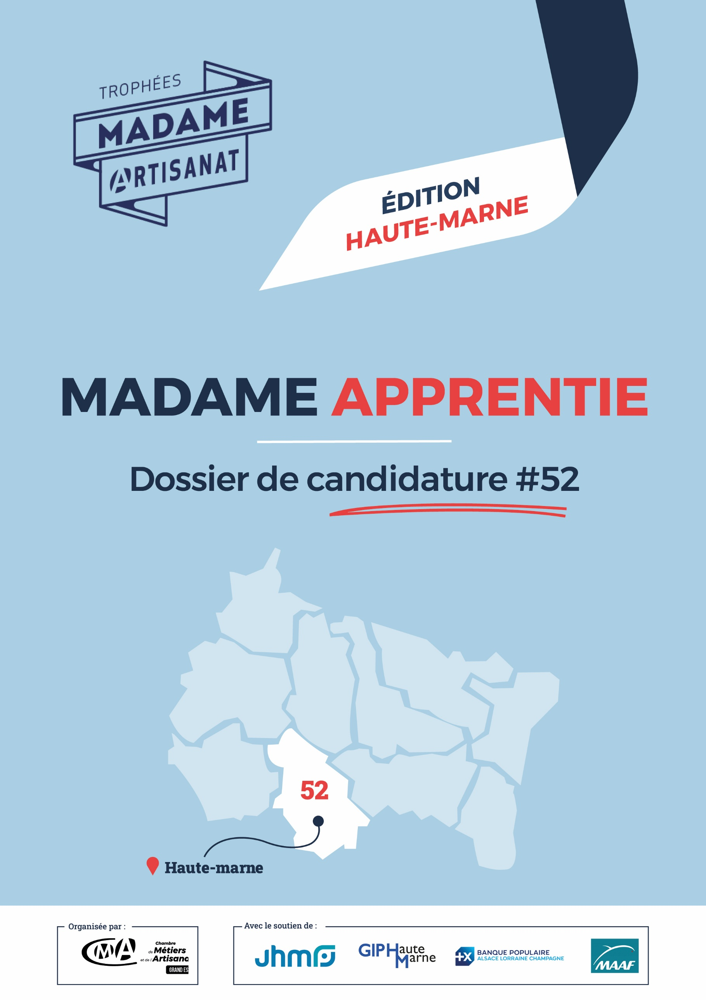 TROPHÉES
MADAME
ARTISANAT
ÉDITION
HAUTE-MARNE
MADAME APPRENTIE
Dossier de candidature #52
52
Haute-marne
Organisée par :
CMA
Chambre
de Métiers
et de l'Artisana
GRAND ES
Avec le soutien de :
jhm
GIP Haute
Marne
BANQUE POPULAIRE
ALSACE LORRAINE CHAMPAGNE
MAAF